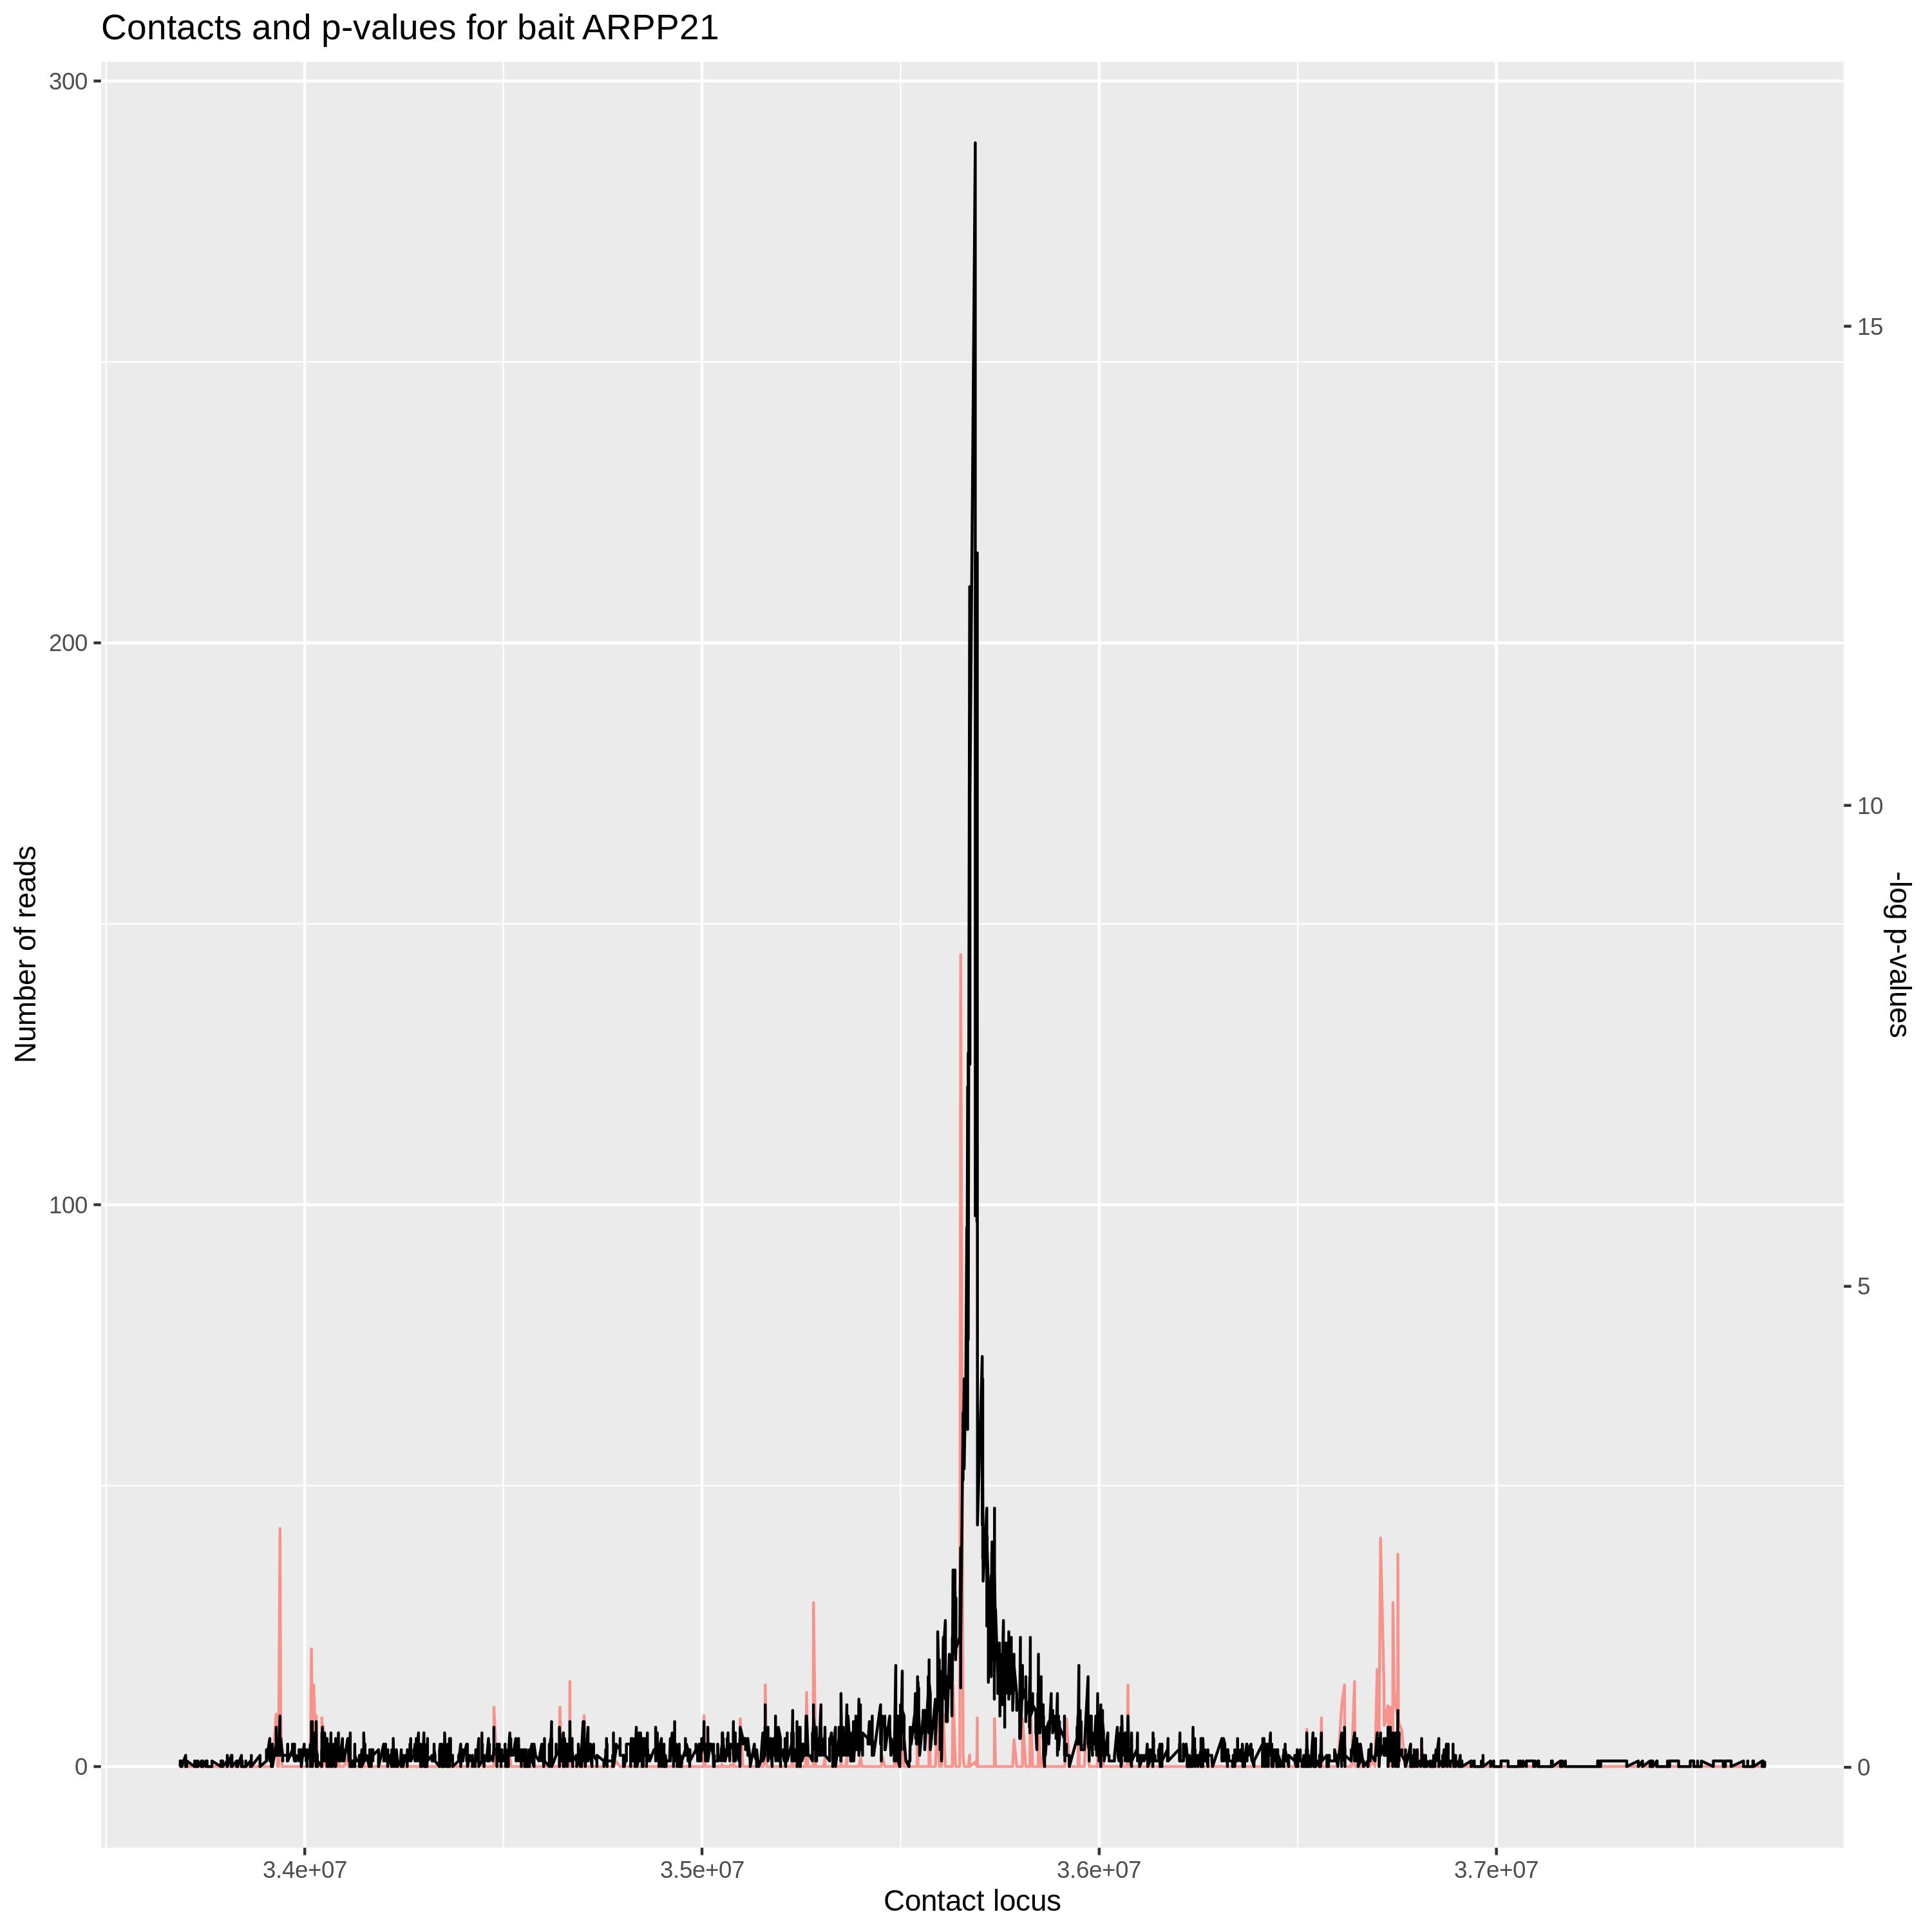 Contacts and p-values for bait ARPP21
300
200
100
0
Number of reads
15
10
5
0
-log p-values
3.4e+07 3.5e+07 3.6e+07 3.7e+07
Contact locus